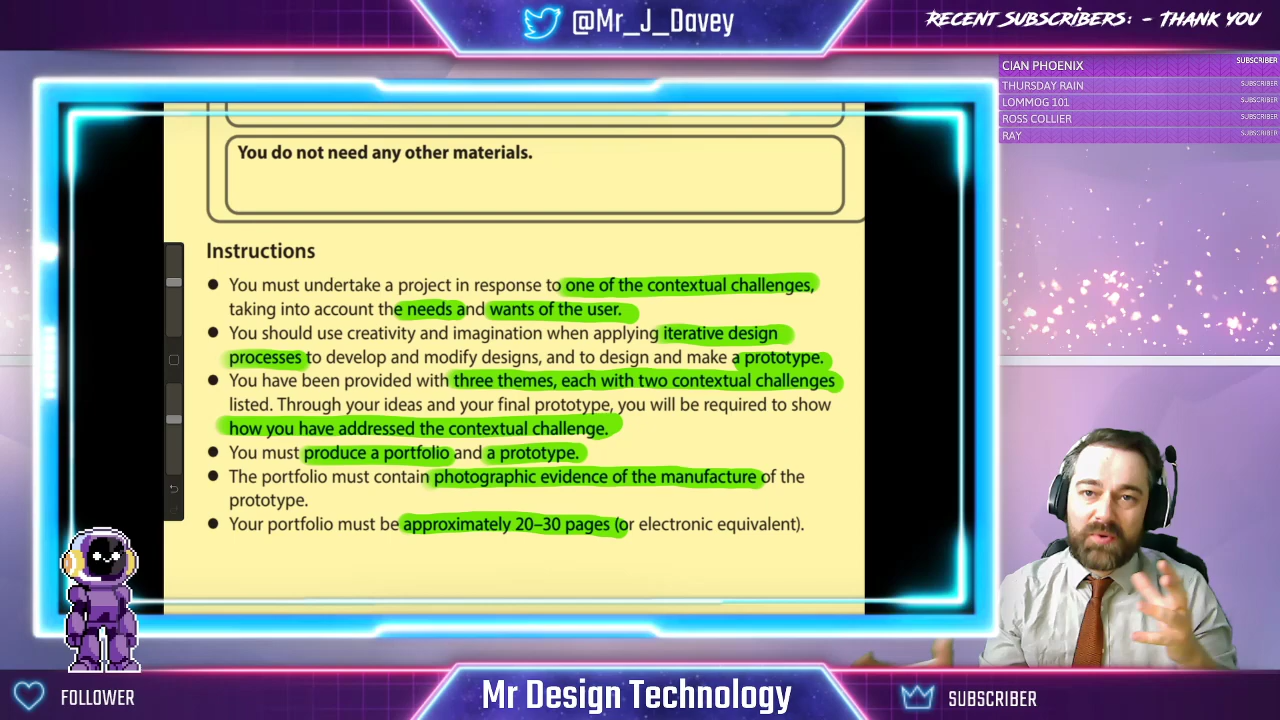 @Mr_J_Davey
RECENT SUBSCRIBERS: - THANK YOU
CIAN PHOENIX SUBSCRIBER
THURSDAY RAIN SUBSCRIBER
LOMMOG 101 SUBSCRIBER
ROSS COLLIER SUBSCRIBER
RAY SUBSCRIBER
You do not need any other materials.
Instructions
You must undertake a project in response to one of the contextual challenges,
taking into account the needs and wants of the user.
You should use creativity and imagination when applying iterative design
processes to develop and modify designs, and to design and make a prototype.
You have been provided with three themes, each with two contextual challenges
listed. Through your ideas and your final prototype, you will be required to show
how you have addressed the contextual challenge.
You must produce a portfolio and a prototype.
The portfolio must contain photographic evidence of the manufacture of the
prototype.
Your portfolio must be approximately 20–30 pages (or electronic equivalent).
FOLLOWER
Mr Design Technology
SUBSCRIBER